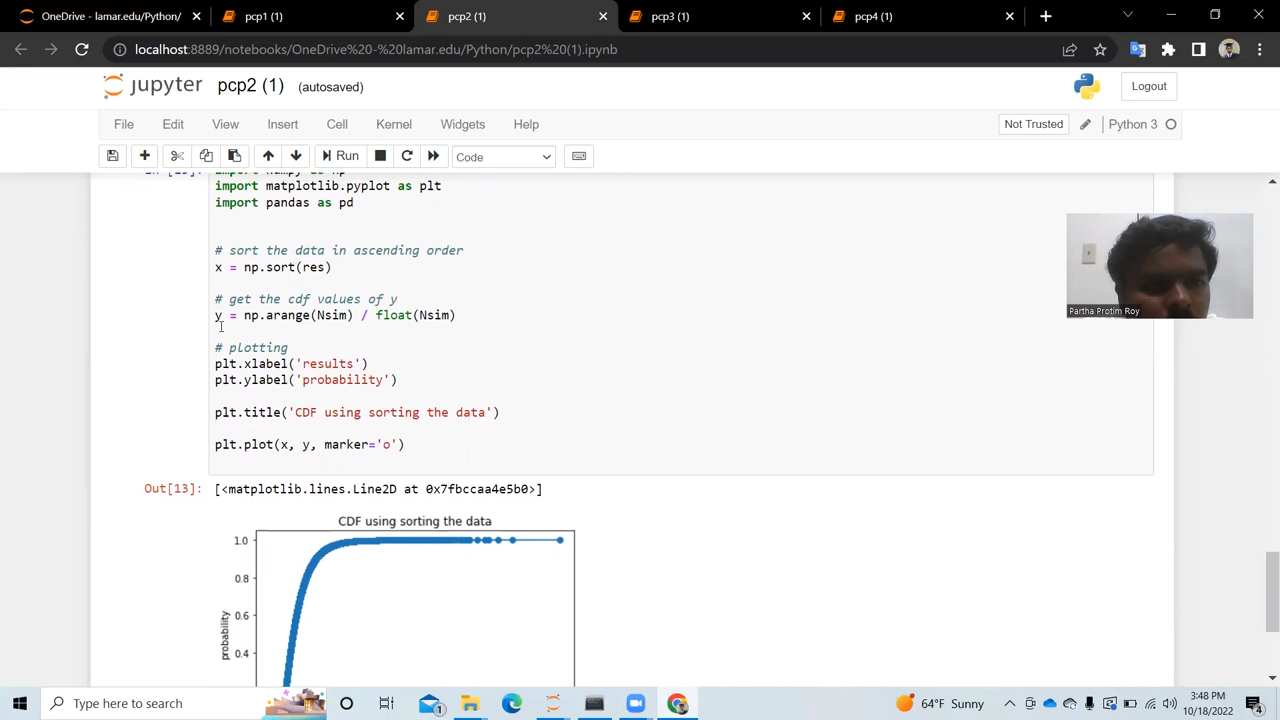 OneDrive - lamar.edu/Python/
pcp1 (1)
pcp2 (1)
pcp3 (1)
pcp4 (1)
localhost:8889/notebooks/OneDrive%20-%20lamar.edu/Python/pcp2%20(1).ipynb
jupyter pcp2 (1) (autosaved)
Logout
File Edit View Insert Cell Kernel Widgets Help
Not Trusted
Python 3
Run
Code
import numpy as np
import matplotlib.pyplot as plt
import pandas as pd
# sort the data in ascending order
x = np.sort(res)
# get the cdf values of y
y = np.arange(Nsim) / float(Nsim)
# plotting
plt.xlabel('results')
plt.ylabel('probability')
plt.title('CDF using sorting the data')
plt.plot(x, y, marker='o')
Partha Protim Roy
Out[13]: [<matplotlib.lines.Line2D at 0x7fbccaa4e5b0>]
CDF using sorting the data
1.0
0.8
0.6
0.4
probability
Type here to search
1
64°F Sunny
3:48 PM
10/18/2022
4